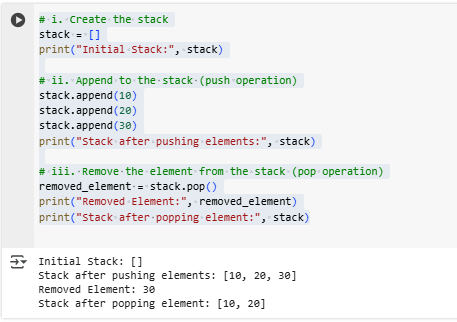 # i. Create the stack
stack = []
print("Initial Stack:", stack)
# ii. Append to the stack (push operation)
stack.append(10)
stack.append(20)
stack.append(30)
print("Stack after pushing elements:", stack)
# iii. Remove the element from the stack (pop operation)
removed_element = stack.pop()
print("Removed Element:", removed_element)
print("Stack after popping element:", stack)
Initial Stack: []
Stack after pushing elements: [10, 20, 30]
Removed Element: 30
Stack after popping element: [10, 20]